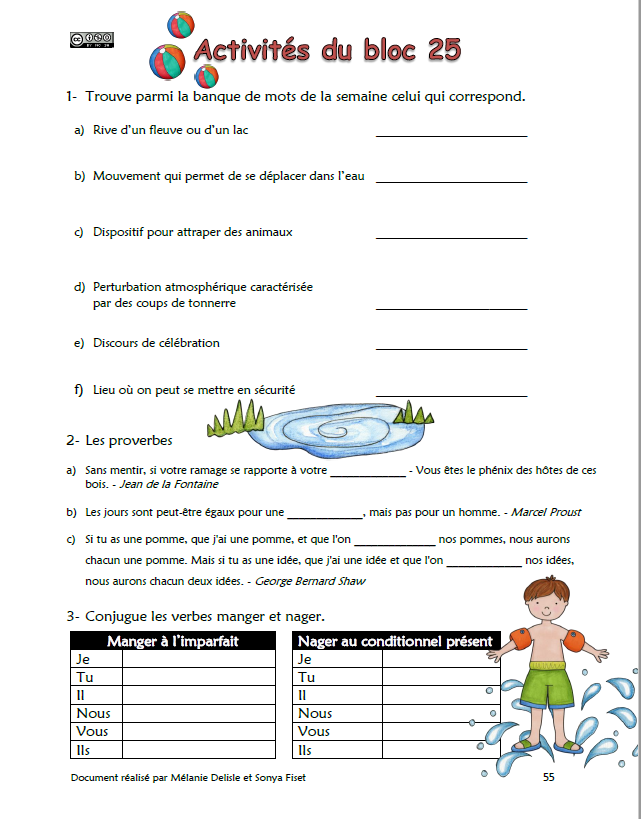 Activités du bloc 25
1- Trouve parmi la banque de mots de la semaine celui qui correspond.
a) Rive d'un fleuve ou d'un lac ____________
b) Mouvement qui permet de se déplacer dans l'eau ____________
c) Dispositif pour attraper des animaux ____________
d) Perturbation atmosphérique caractérisée
par des coups de tonnerre ____________
e) Discours de célébration ____________
f) Lieu où on peut se mettre en sécurité ____________
2- Les proverbes
a) Sans mentir, si votre ramage se rapporte à votre ____________ - Vous êtes le phénix des hôtes de ces
bois. - Jean de la Fontaine
b) Les jours sont peut-être égaux pour une ____________, mais pas pour un homme. - Marcel Proust
c) Si tu as une pomme, que j'ai une pomme, et que l'on ____________ nos pommes, nous aurons
chacun une pomme. Mais si tu as une idée, que j'ai une idée et que l'on ____________ nos idées,
nous aurons chacun deux idées. - George Bernard Shaw
3- Conjugue les verbes manger et nager.
Manger à l'imparfait
Je
Tu
Il
Nous
Vous
Ils
Nager au conditionnel présent
Je
Tu
Il
Nous
Vous
Ils
Document réalisé par Mélanie Delisle et Sonya Fiset 55